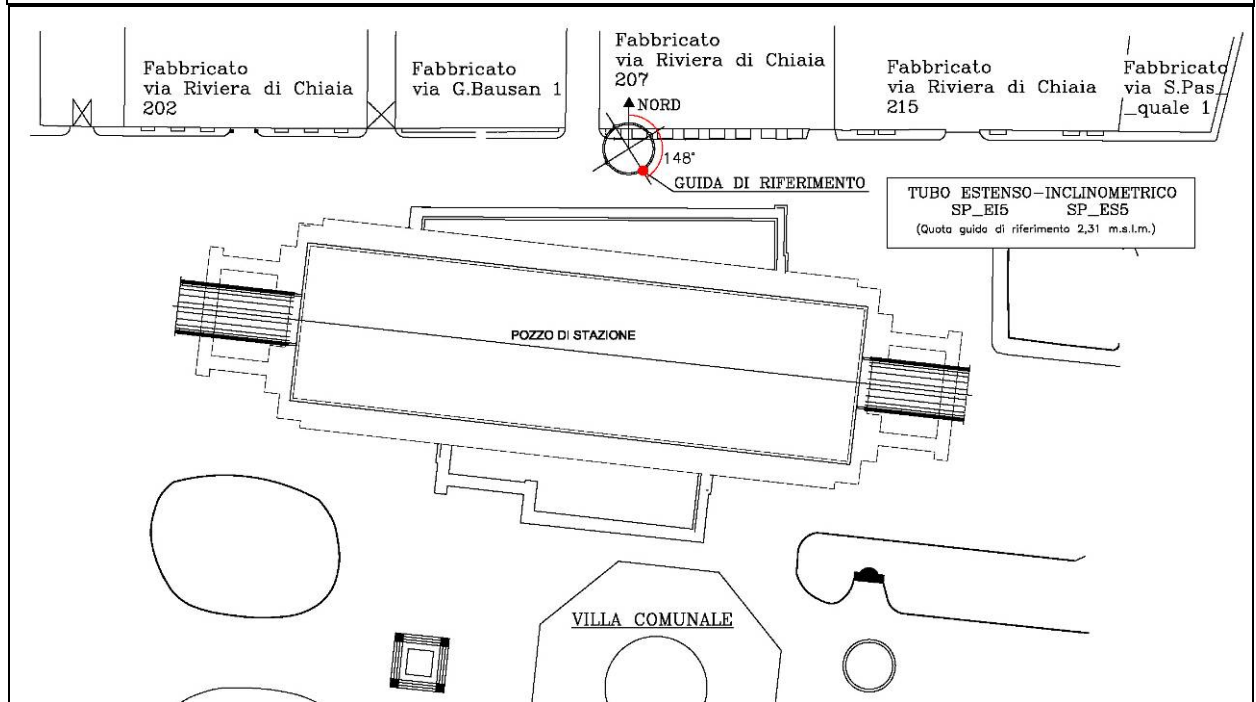 Fabbricato
via Riviera di Chiaia
202
Fabbricato
via G.Bausan 1
Fabbricato
via Riviera di Chiaia
207
NORD
148°
GUIDA DI RIFERIMENTO
Fabbricato
via Riviera di Chiaia
215
Fabbricato
via S.Pas_
_quale 1
TUBO ESTENSO-INCLINOMETRICO
SP_EI5 SP_ES5
(Quota guida di riferimento 2,31 m.s.l.m.)
POZZO DI STAZIONE
VILLA COMUNALE